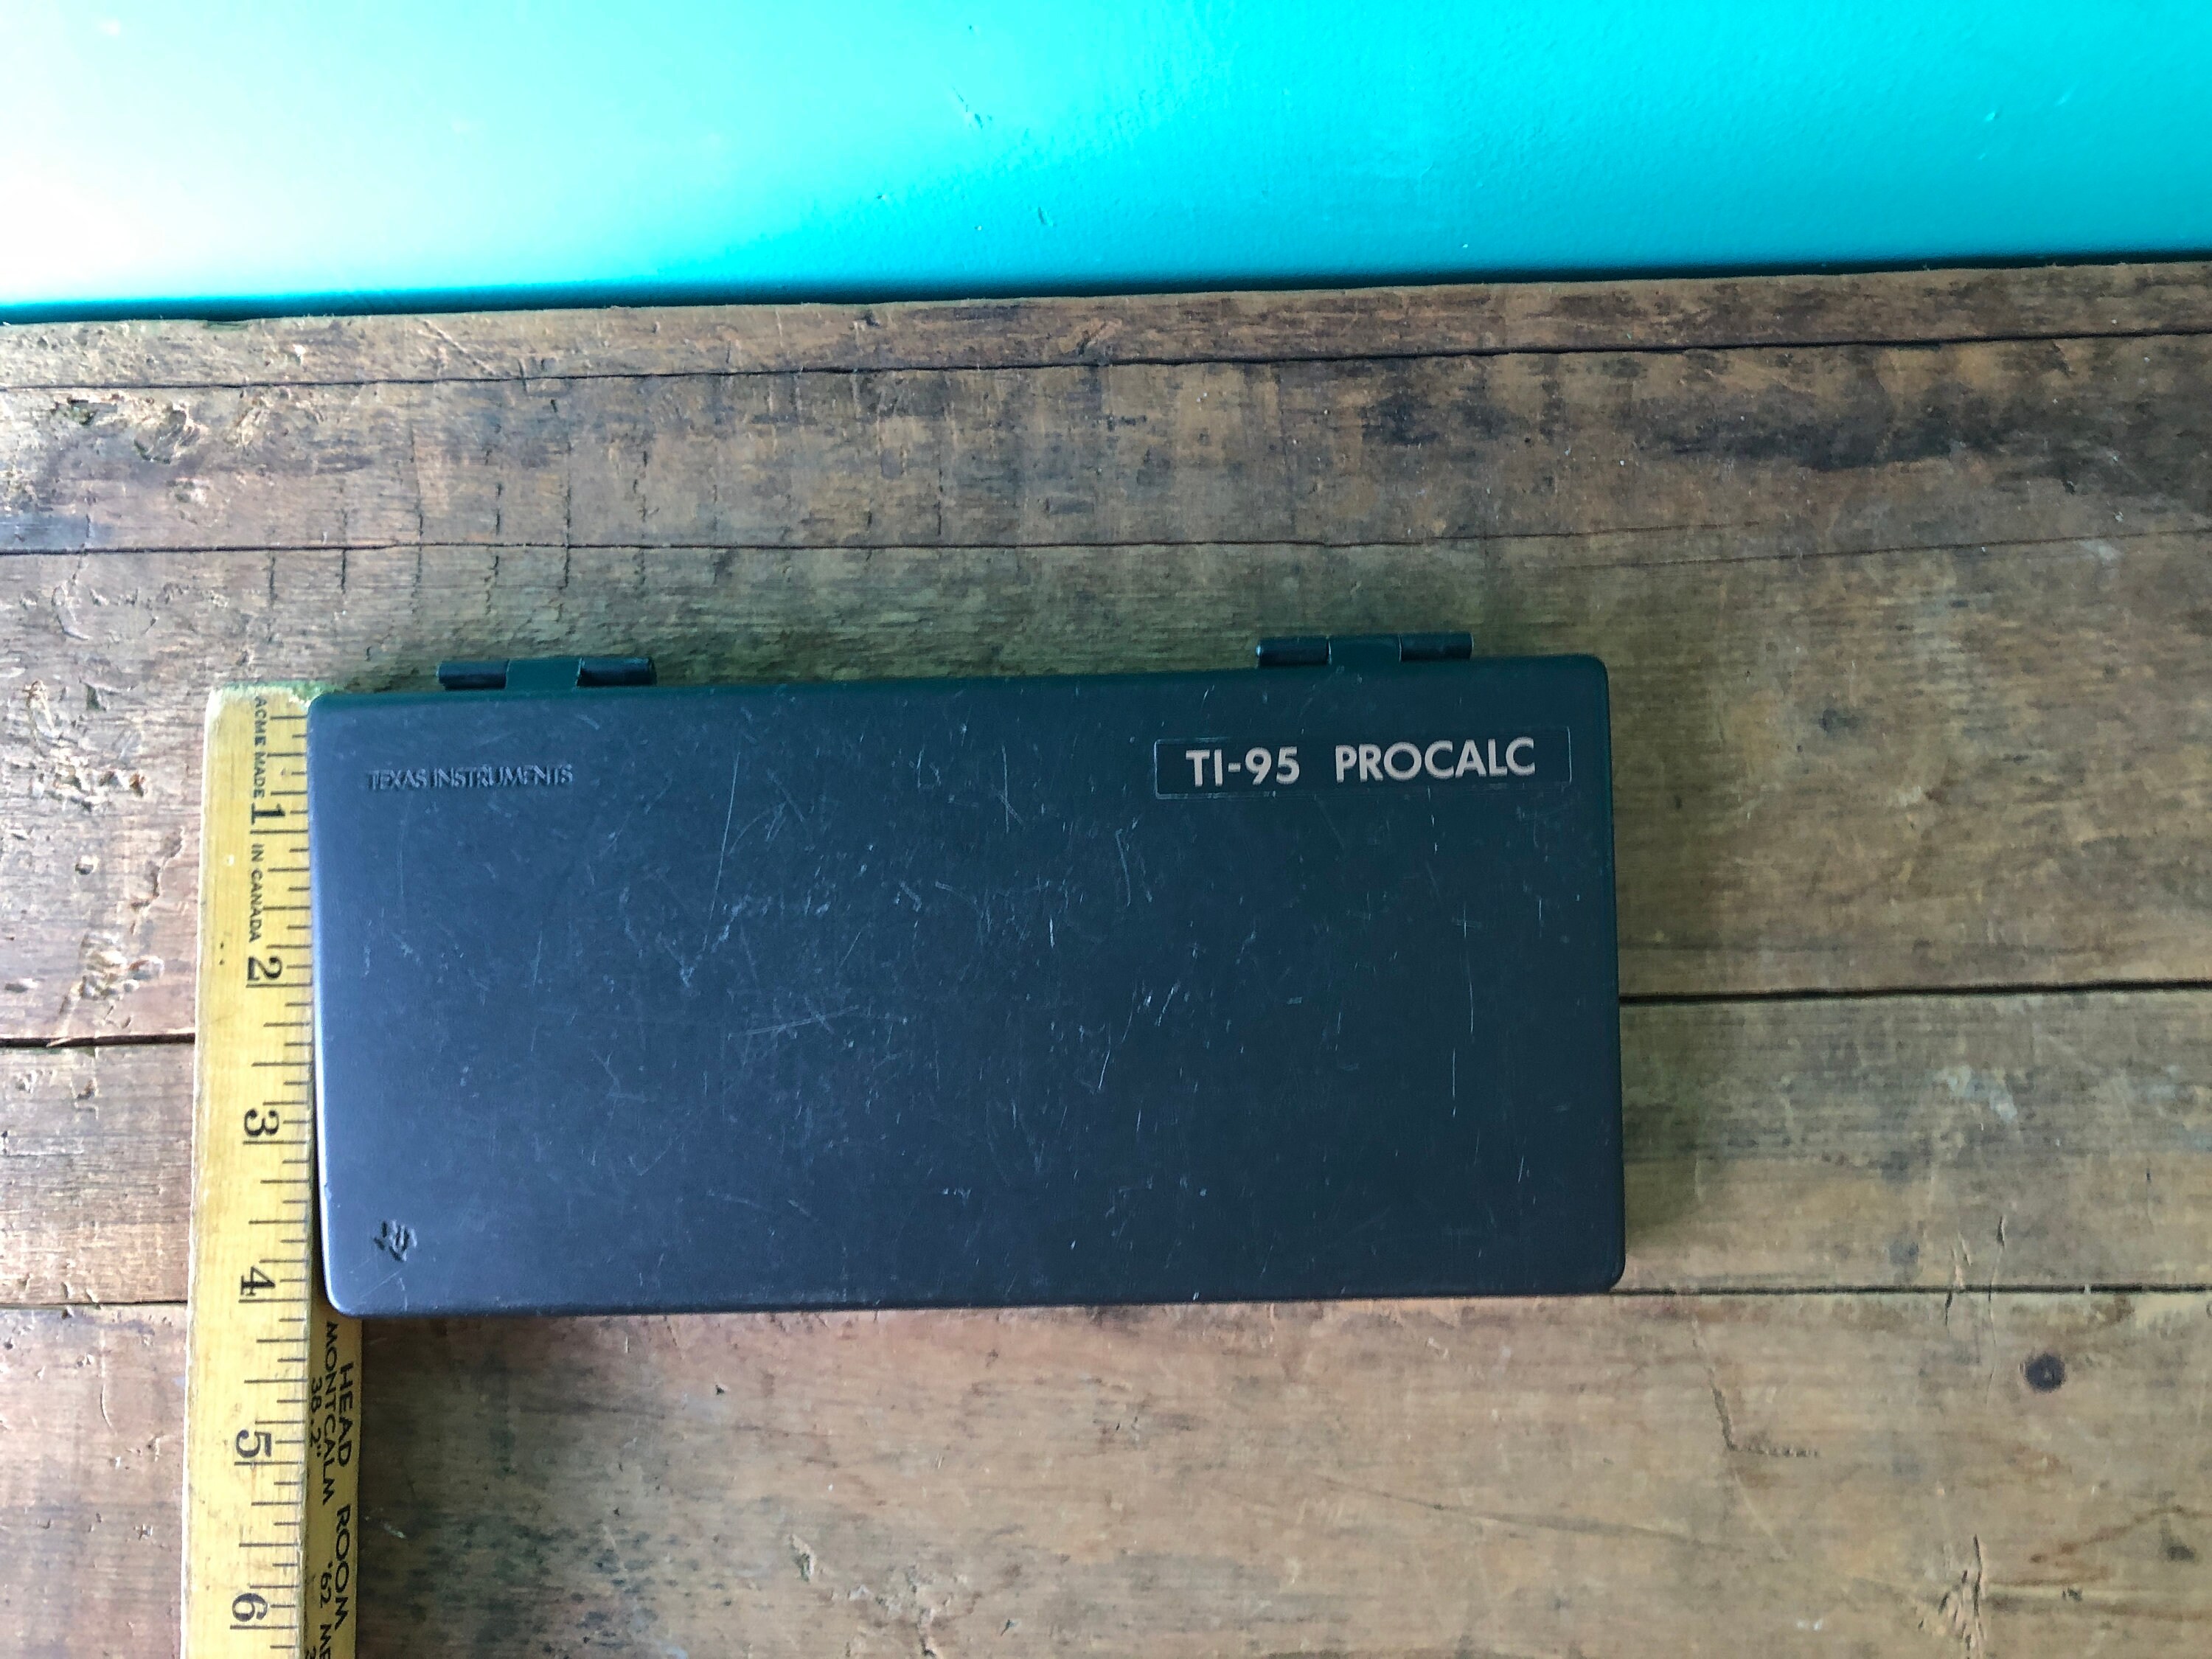 TEXAS INSTRUMENTS
TI-95 PROCALC
ACME MADE IN CANADA
1
2
3
4
5
6
HEAD ROOM
MONTCALM '62 ME
38.2"